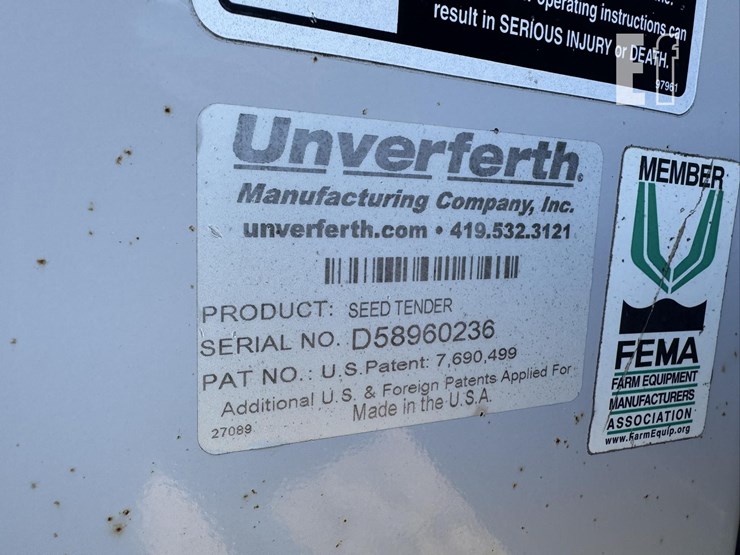 operating instructions can
result in SERIOUS INJURY or DEATH.
97961
Ef
Unverferth
Manufacturing Company, Inc.
unverferth.com • 419.532.3121
PRODUCT: SEED TENDER
SERIAL NO. D58960236
PAT NO.: U.S. Patent: 7,690,499
Additional U.S. & Foreign Patents Applied For
Made in the U.S.A.
27089
MEMBER
FEMA
FARM EQUIPMENT
MANUFACTURERS
ASSOCIATION
www.FarmEquip.org